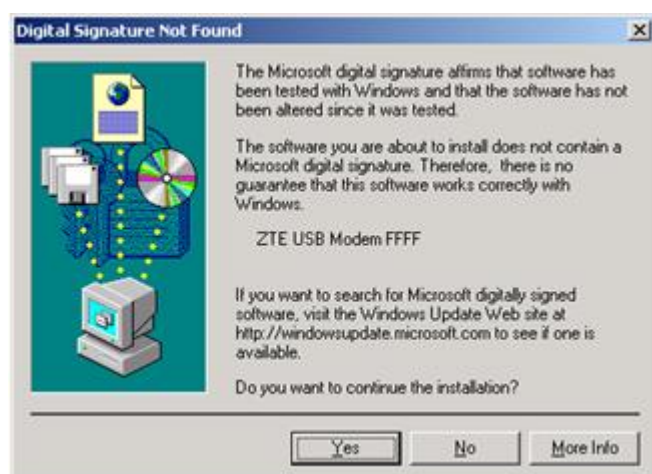 Digital Signature Not Found
The Microsoft digital signature affirms that software has
been tested with Windows and that the software has not
been altered since it was tested.
The software you are about to install does not contain a
Microsoft digital signature. Therefore, there is no
guarantee that this software works correctly with
Windows.
ZTE USB Modem FFFF
If you want to search for Microsoft digitally signed
software, visit the Windows Update Web site at
http://windowsupdate.microsoft.com to see if one is
available.
Do you want to continue the installation?
Yes No More Info